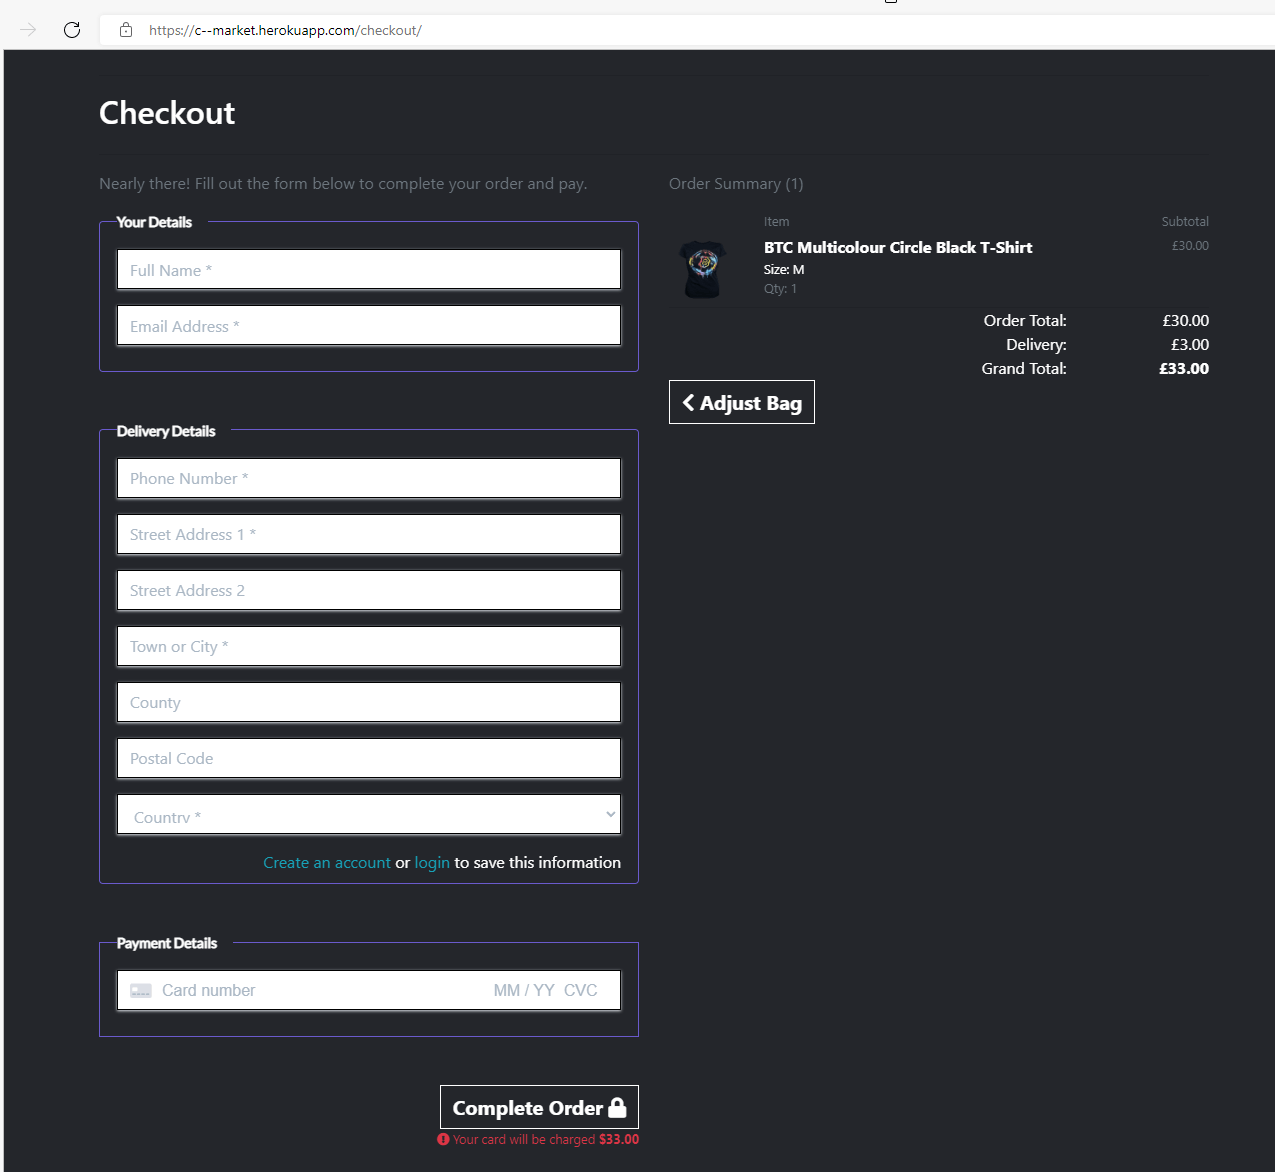 https://c--market.herokuapp.com/checkout/
Checkout
Nearly there! Fill out the form below to complete your order and pay.
Your Details
Full Name *
Email Address *
Delivery Details
Phone Number *
Street Address 1 *
Street Address 2
Town or City *
County
Postal Code
Country *
Create an account or login to save this information
Payment Details
Card number MM / YY CVC
Complete Order
Your card will be charged $33.00
Order Summary (1)
Item Subtotal
BTC Multicolour Circle Black T-Shirt £30.00
Size: M
Qty: 1
Order Total: £30.00
Delivery: £3.00
Grand Total: £33.00
Adjust Bag